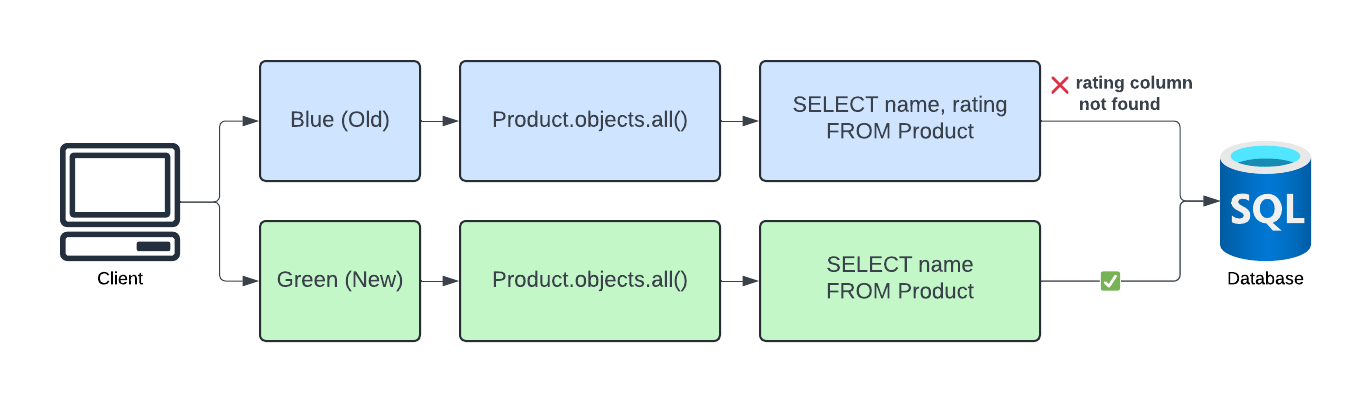 Blue (Old)
Product.objects.all()
SELECT name, rating
FROM Product
rating column
not found
Client
Green (New)
Product.objects.all()
SELECT name
FROM Product
SQL
Database